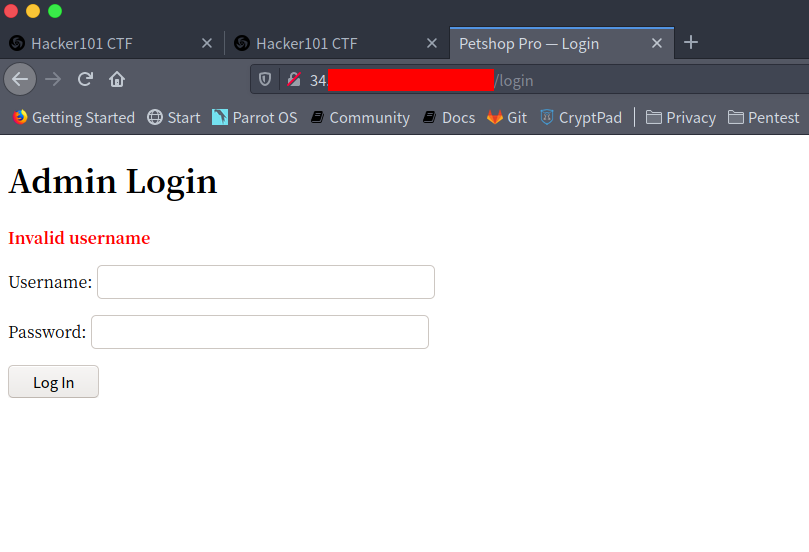 Hacker101 CTF Hacker101 CTF Petshop Pro — Login
34. /login
Getting Started Start Parrot OS Community Docs Git CryptPad Privacy Pentest
Admin Login
Invalid username
Username:
Password:
Log In